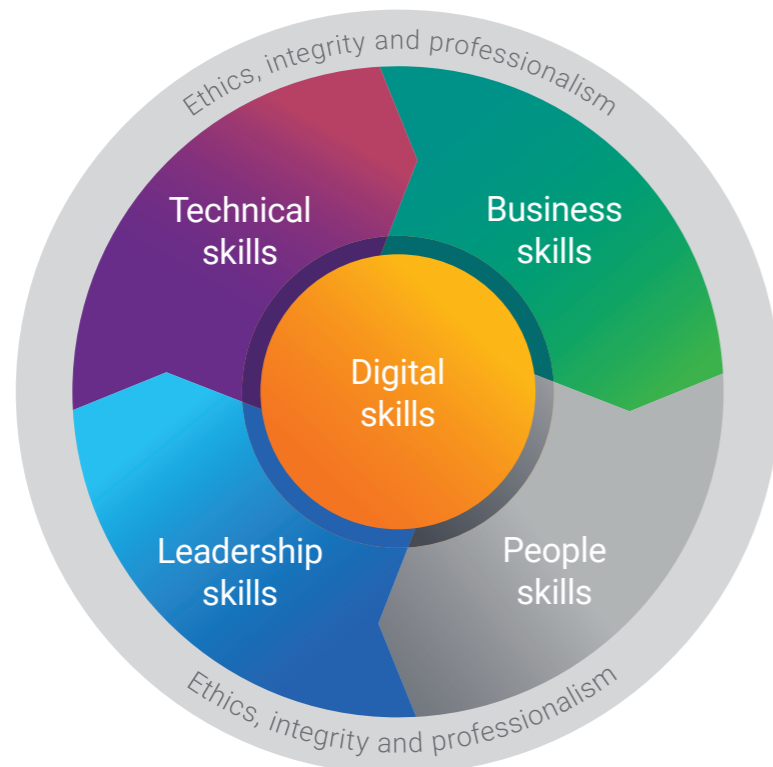 Ethics, integrity and professionalism
Technical
skills
Business
skills
Digital
skills
Leadership
skills
People
skills
Ethics, integrity and professionalism